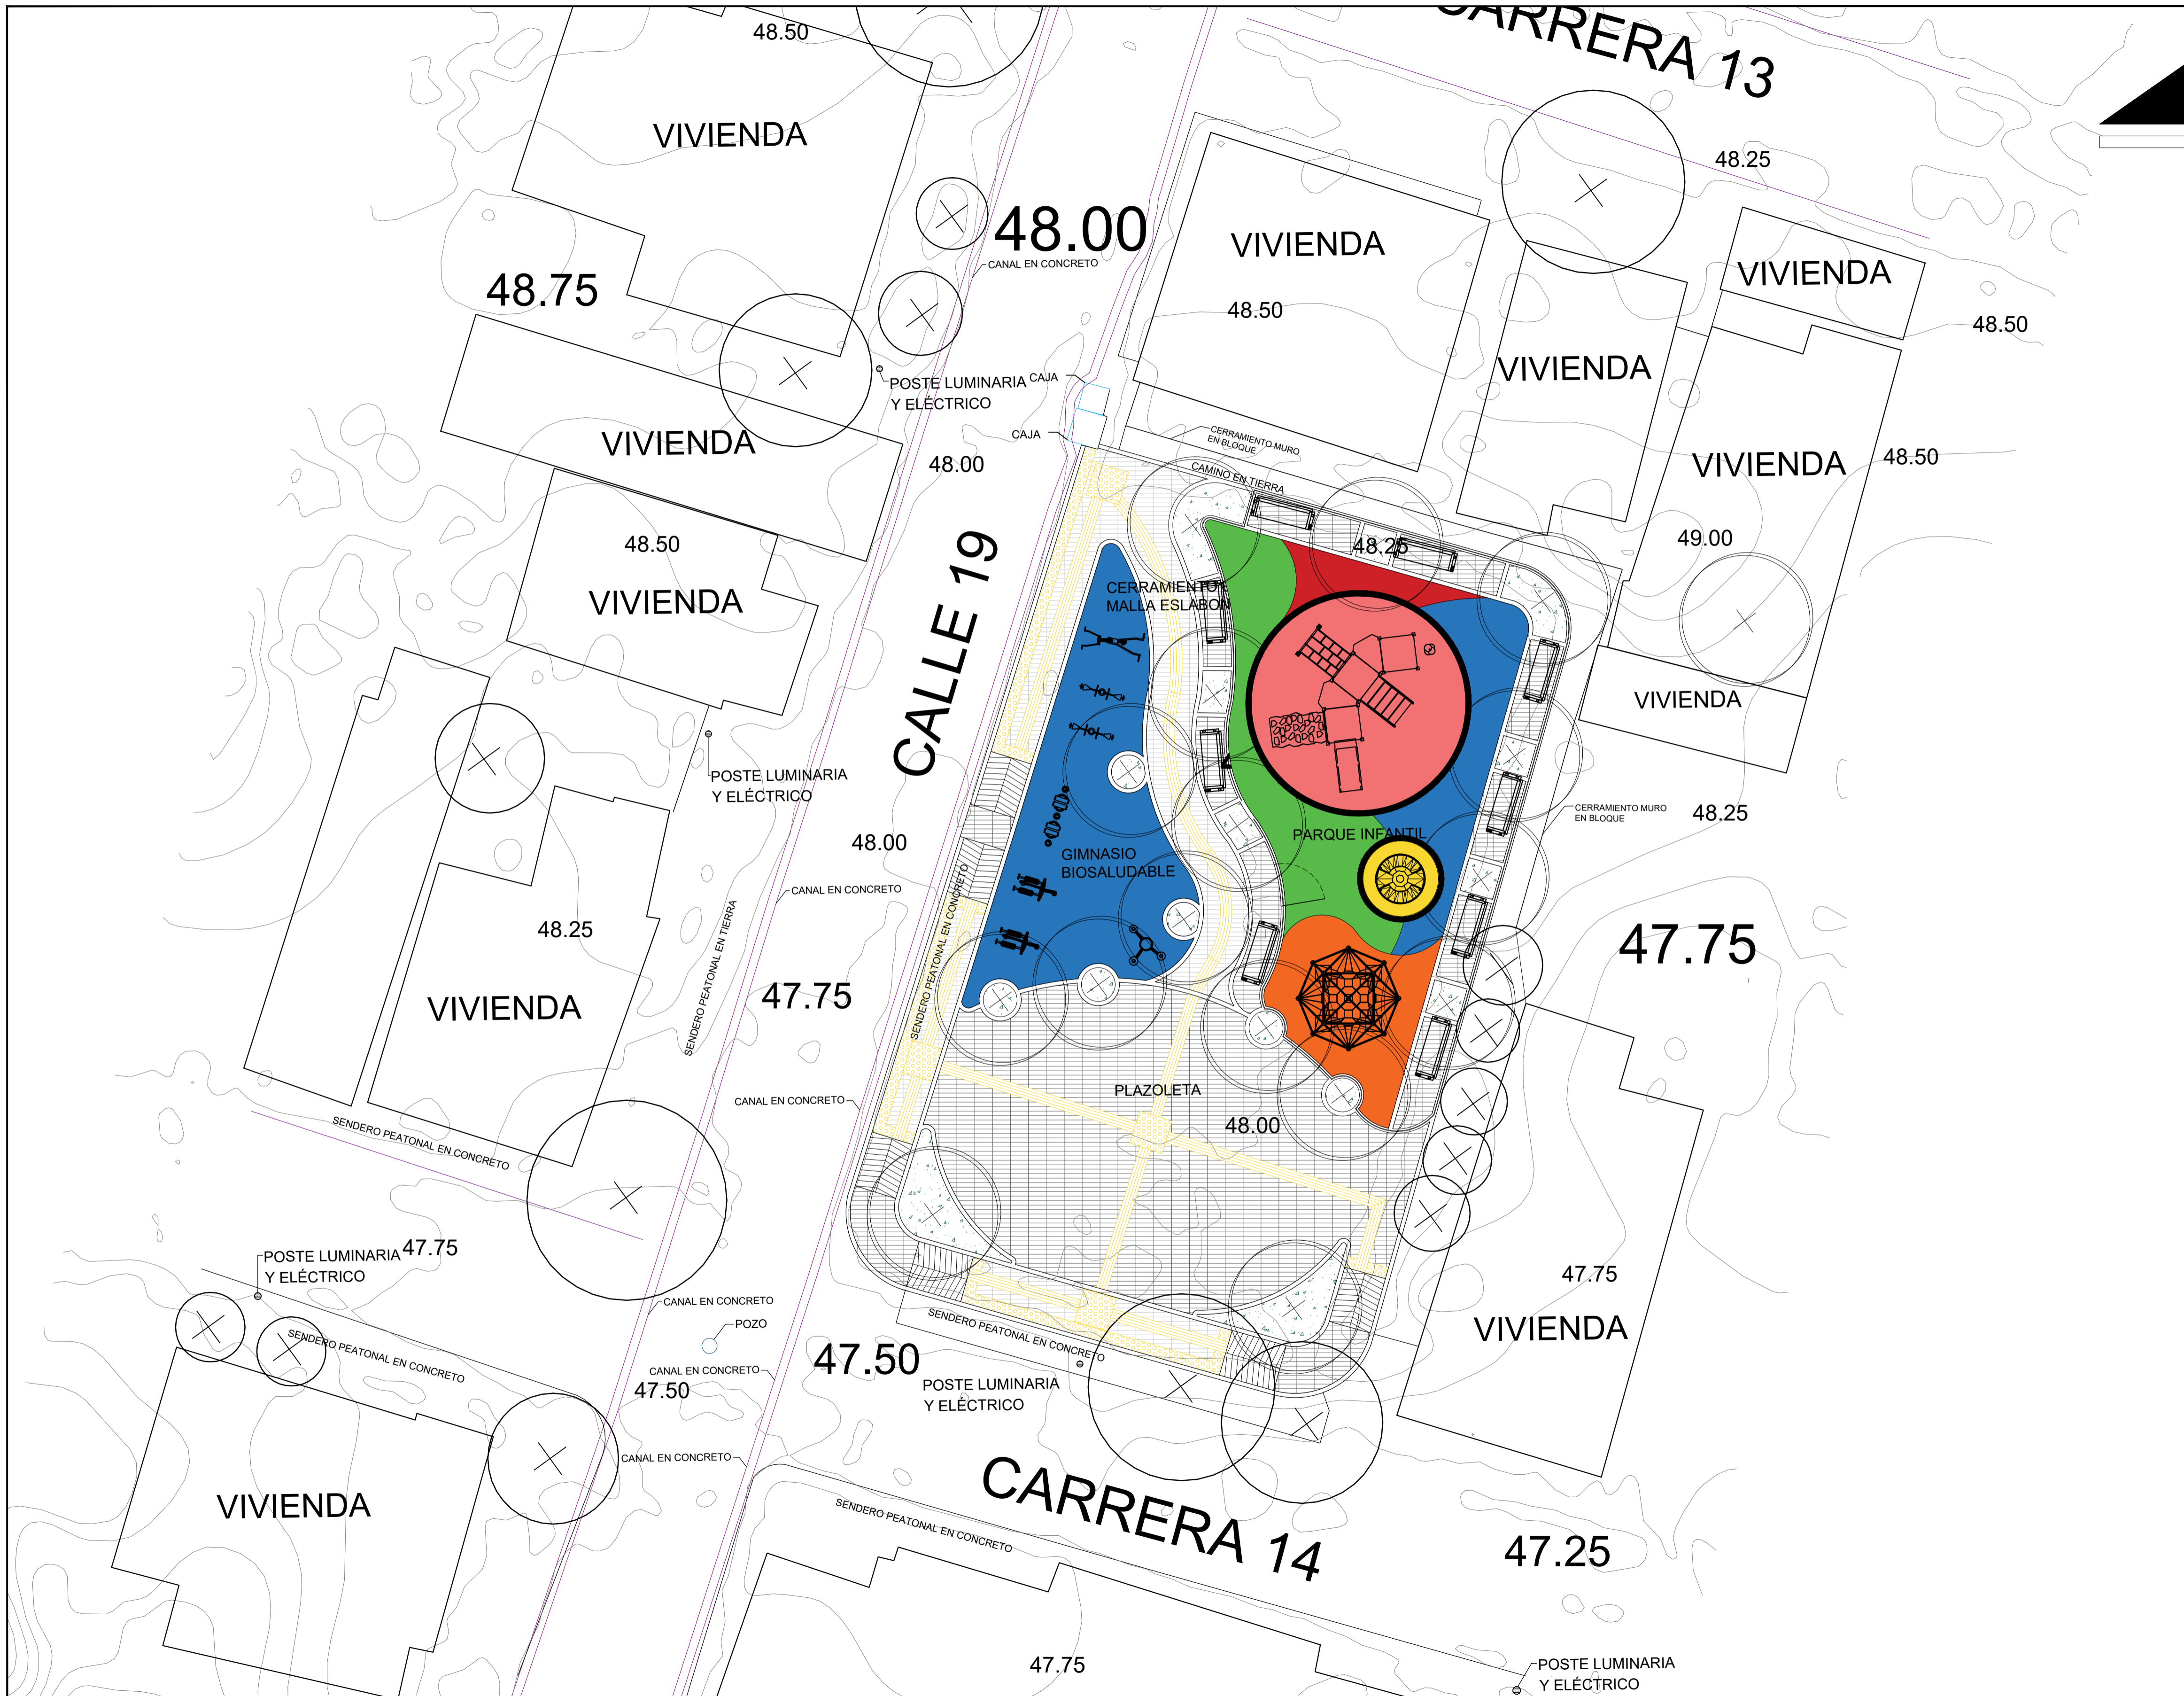 48.50
CARRERA 13
VIVIENDA
48.25
48.00
CANAL EN CONCRETO
VIVIENDA
VIVIENDA
48.75
48.50
48.50
VIVIENDA
POSTE LUMINARIA
Y ELÉCTRICO
CAJA
CAJA
VIVIENDA
CERRAMIENTO MURO
EN BLOQUE
48.00
CAMINO EN TIERRA
VIVIENDA
48.50
48.50
48.25
49.00
VIVIENDA
CALLE 19
CERRAMIENTO
MALLA ESLABON
VIVIENDA
POSTE LUMINARIA
Y ELÉCTRICO
48.00
CERRAMIENTO MURO
EN BLOQUE
48.25
PARQUE INFANTIL
GIMNASIO
BIOSALUDABLE
CANAL EN CONCRETO
SENDERO PEATONAL EN CONCRETO
SENDERO PEATONAL EN TIERRA
48.25
47.75
47.75
VIVIENDA
CANAL EN CONCRETO
PLAZOLETA
48.00
SENDERO PEATONAL EN CONCRETO
47.75
POSTE LUMINARIA
Y ELÉCTRICO
47.75
CANAL EN CONCRETO
POZO
SENDERO PEATONAL EN CONCRETO
SENDERO PEATONAL EN CONCRETO
VIVIENDA
47.50
CANAL EN CONCRETO
47.50
POSTE LUMINARIA
Y ELÉCTRICO
CANAL EN CONCRETO
VIVIENDA
CARRERA 14
SENDERO PEATONAL EN CONCRETO
47.25
47.75
POSTE LUMINARIA
Y ELÉCTRICO